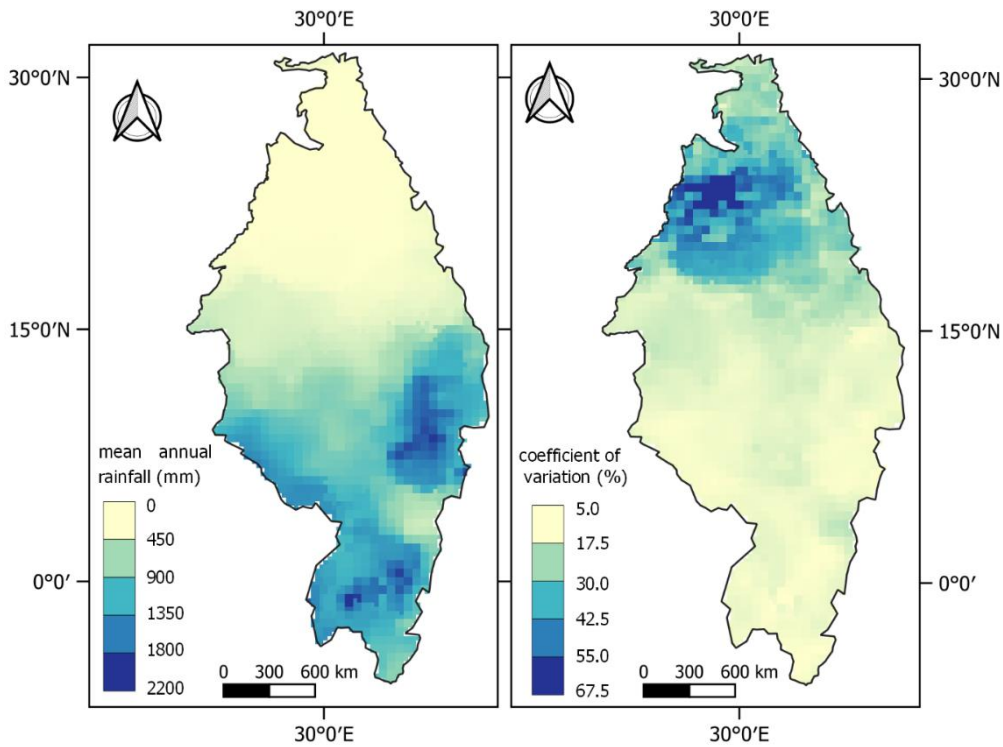 30°0'E
30°0'E
30°0'N
30°0'N
15°0'N
15°0'N
mean annual
rainfall (mm)
0
450
900
1350
1800
2200
coefficient of
variation (%)
5.0
17.5
30.0
42.5
55.0
67.5
0°0'
0°0'
0 300 600 km
0 300 600 km
30°0'E
30°0'E